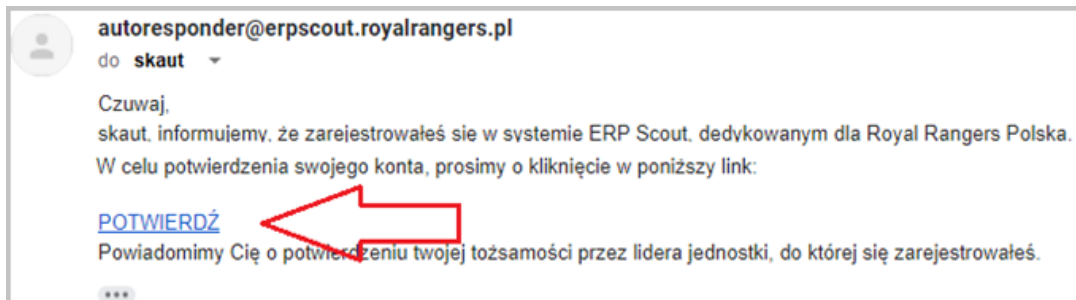 autoresponder@erpscout.royalrangers.pl
do skaut
Czuwaj,
skaut, informujemy, że zarejestrowałeś się w systemie ERP Scout, dedykowanym dla Royal Rangers Polska.
W celu potwierdzenia swojego konta, prosimy o kliknięcie w poniższy link:
POTWIERDŹ
Powiadomimy Cię o potwierdzeniu twojej tożsamości przez lidera jednostki, do której się zarejestrowałeś.